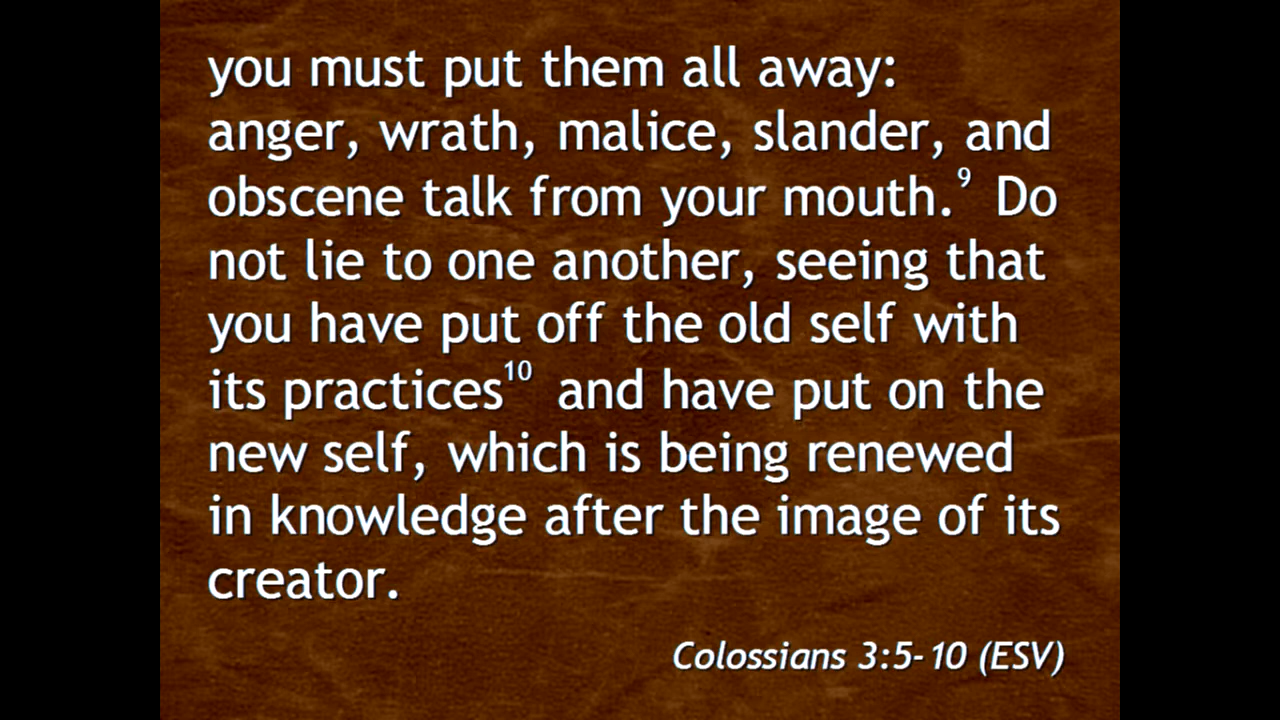 you must put them all away:
anger, wrath, malice, slander, and
obscene talk from your mouth.⁹ Do
not lie to one another, seeing that
you have put off the old self with
its practices¹⁰ and have put on the
new self, which is being renewed
in knowledge after the image of its
creator.
Colossians 3:5-10 (ESV)